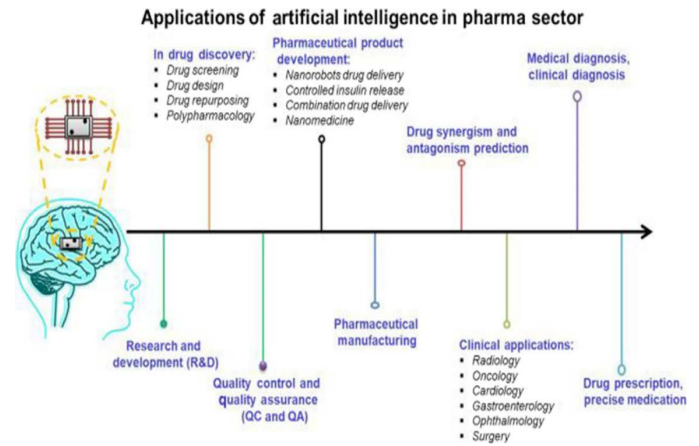 Applications of artificial intelligence in pharma sector
In drug discovery:
▪ Drug screening
▪ Drug design
▪ Drug repurposing
▪ Polypharmacology
Pharmaceutical product
development:
▪ Nanorobots drug delivery
▪ Controlled insulin release
▪ Combination drug delivery
▪ Nanomedicine
Drug synergism and
antagonism prediction
Medical diagnosis,
clinical diagnosis
Research and
development (R&D)
Quality control and
quality assurance
(QC and QA)
Pharmaceutical
manufacturing
Clinical applications:
▪ Radiology
▪ Oncology
▪ Cardiology
▪ Gastroenterology
▪ Ophthalmology
▪ Surgery
Drug prescription,
precise medication